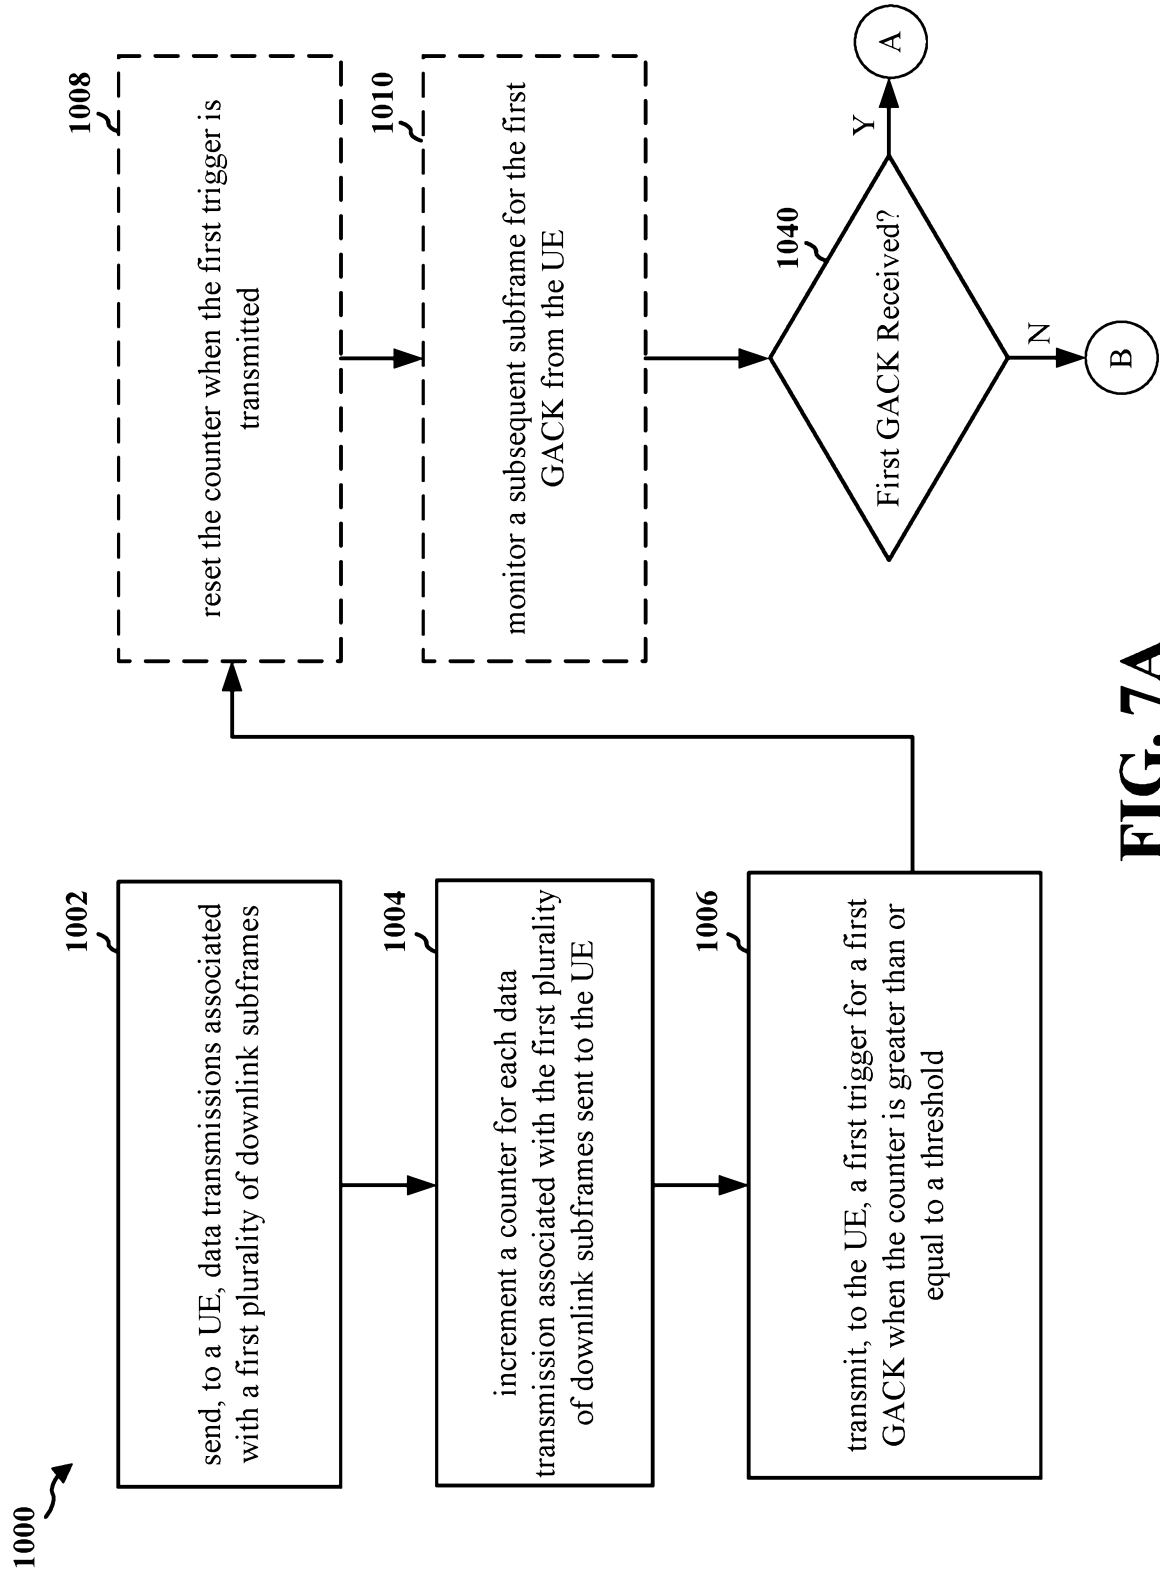 1000
1002
send, to a UE, data transmissions associated
with a first plurality of downlink subframes
1004
increment a counter for each data
transmission associated with the first plurality
of downlink subframes sent to the UE
1006
transmit, to the UE, a first trigger for a first
GACK when the counter is greater than or
equal to a threshold
1008
reset the counter when the first trigger is
transmitted
1010
monitor a subsequent subframe for the first
GACK from the UE
1040
First GACK Received?
Y
A
N
B
FIG. 7A